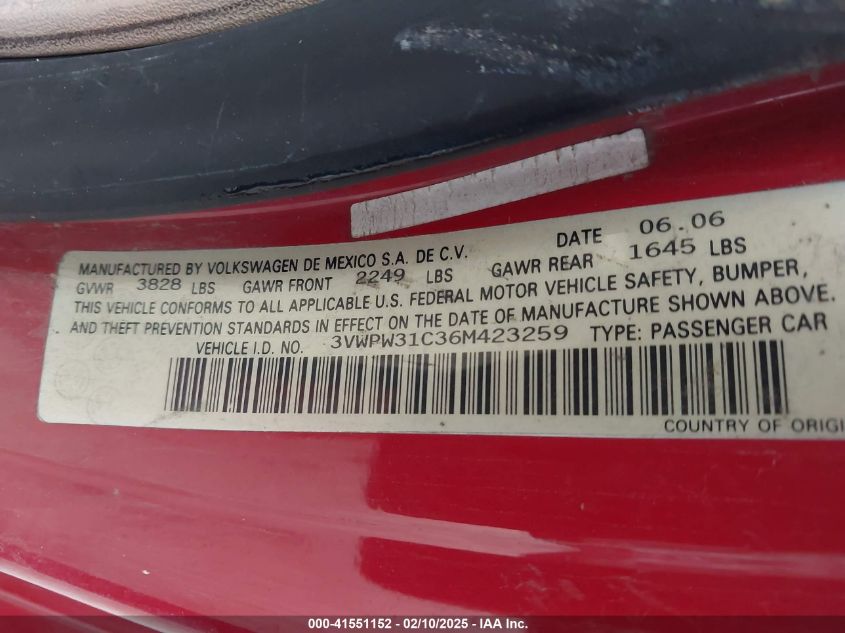 MANUFACTURED BY VOLKSWAGEN DE MEXICO S.A. DE C.V. DATE 06.06
GVWR 3828 LBS GAWR FRONT 2249 LBS GAWR REAR 1645 LBS
THIS VEHICLE CONFORMS TO ALL APPLICABLE U.S. FEDERAL MOTOR VEHICLE SAFETY, BUMPER,
AND THEFT PREVENTION STANDARDS IN EFFECT ON THE DATE OF MANUFACTURE SHOWN ABOVE.
VEHICLE I.D. NO. 3VWPW31C36M423259 TYPE: PASSENGER CAR
COUNTRY OF ORIGI
000-41551152 - 02/10/2025 - IAA, Inc.